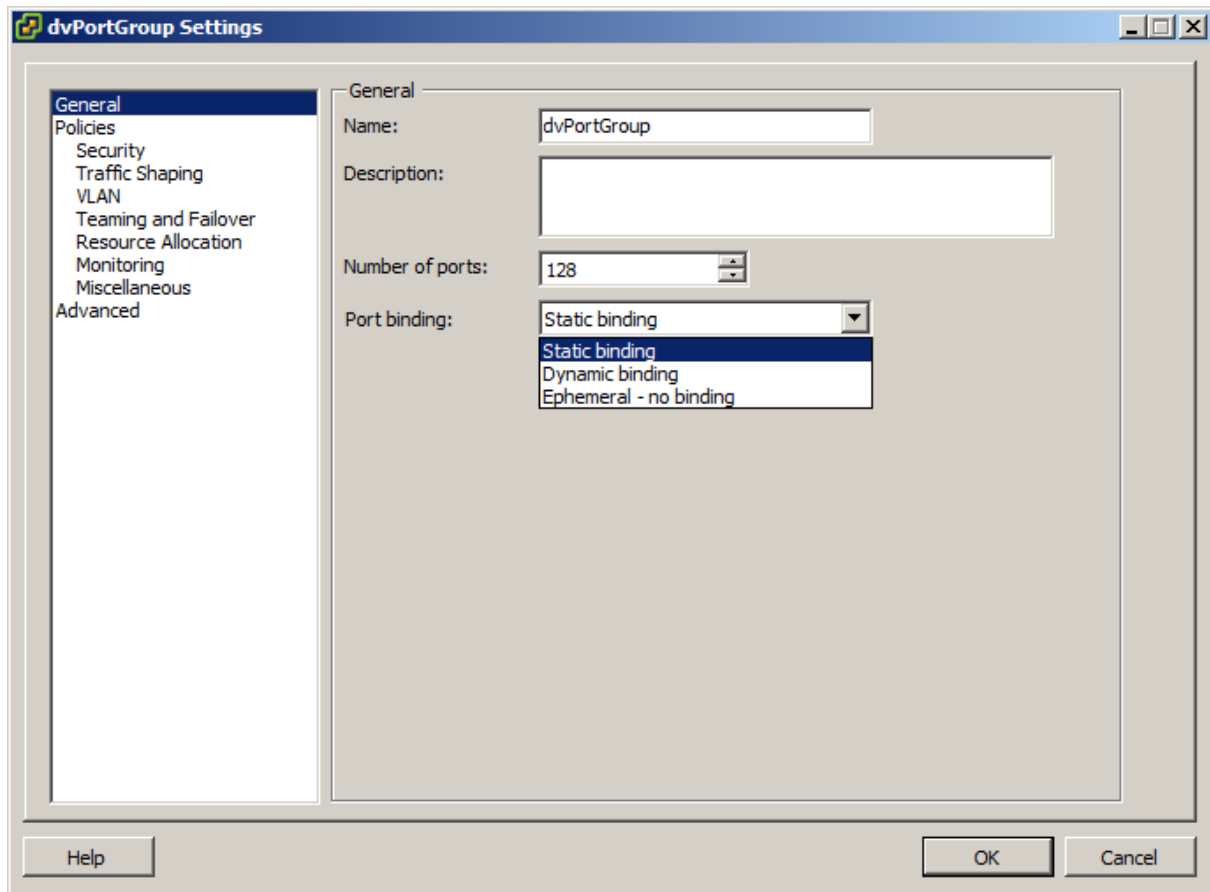 dvPortGroup Settings
General
Policies
Security
Traffic Shaping
VLAN
Teaming and Failover
Resource Allocation
Monitoring
Miscellaneous
Advanced
General
Name: dvPortGroup
Description:
Number of ports: 128
Port binding: Static binding
Static binding
Dynamic binding
Ephemeral - no binding
Help OK Cancel